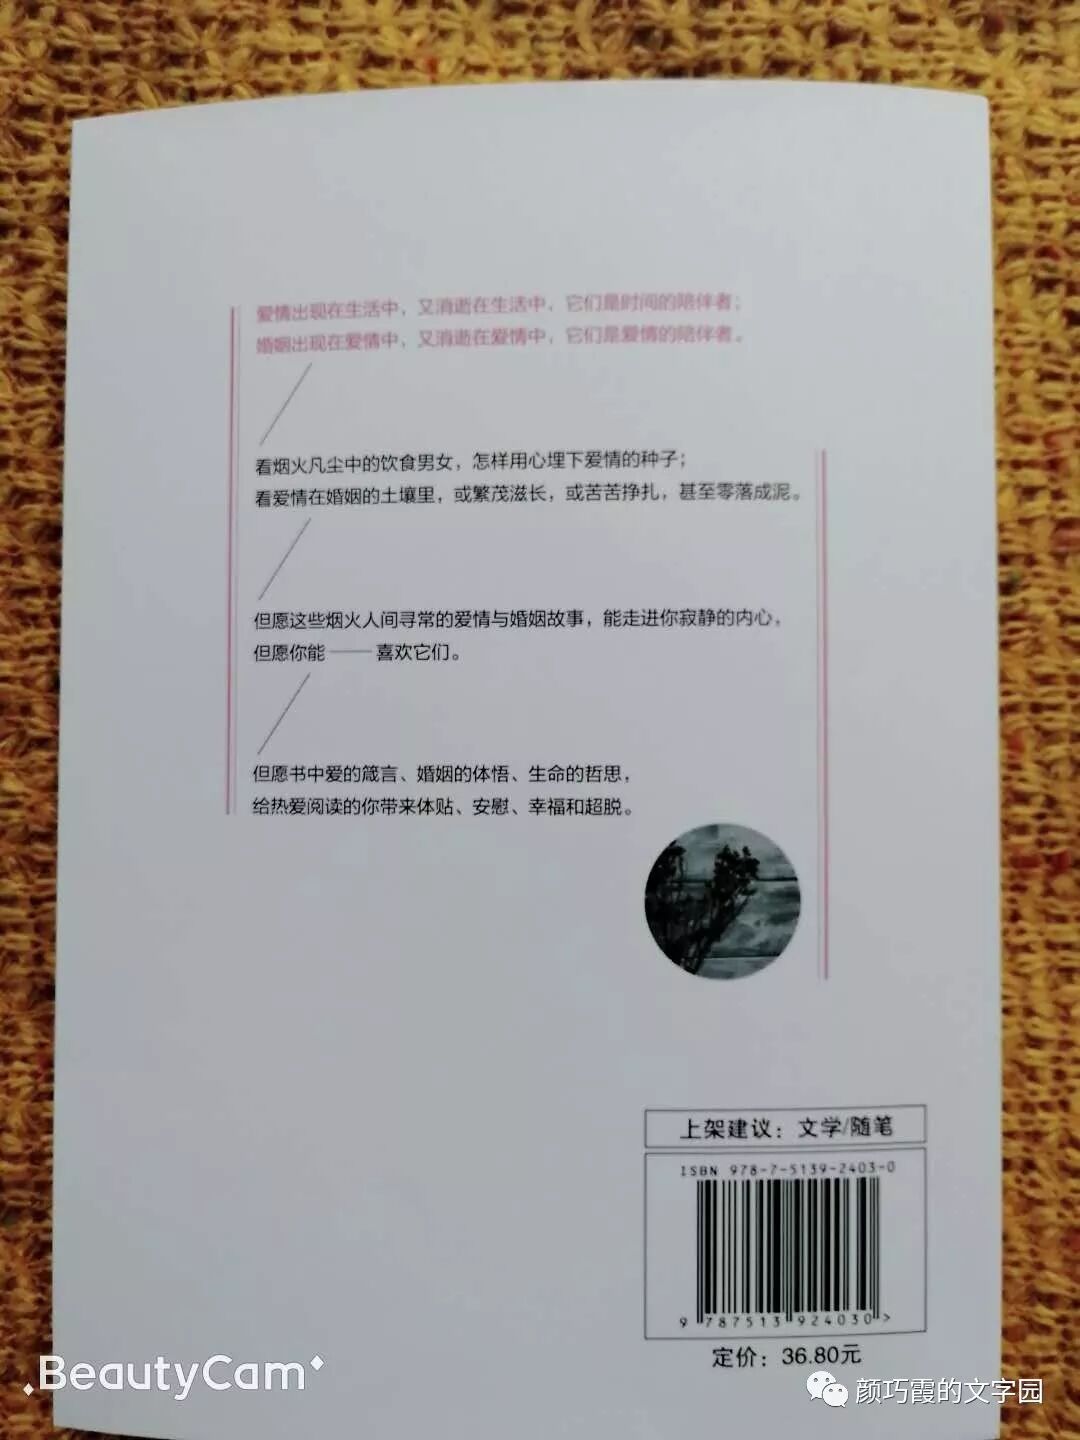 爱情出现在生活中，又消逝在生活中，它们是时间的陪伴者；
婚姻出现在爱情中，又消逝在爱情中，它们是爱情的陪伴者。
看烟火凡尘中的饮食男女，怎样用心埋下爱情的种子；
看爱情在婚姻的土壤里，或繁茂滋长，或苦苦挣扎，甚至零落成泥。
但愿这些烟火人间寻常的爱情与婚姻故事，能走进你寂静的内心，
但愿你能——喜欢它们。
但愿书中爱的箴言、婚姻的体悟、生命的哲思，
给热爱阅读的你带来体贴、安慰、幸福和超脱。
上架建议：文学/随笔
ISBN 978-7-5139-2403-0
9 787513 924030 >
定价：36.80元
BeautyCam
颜巧霞的文字园